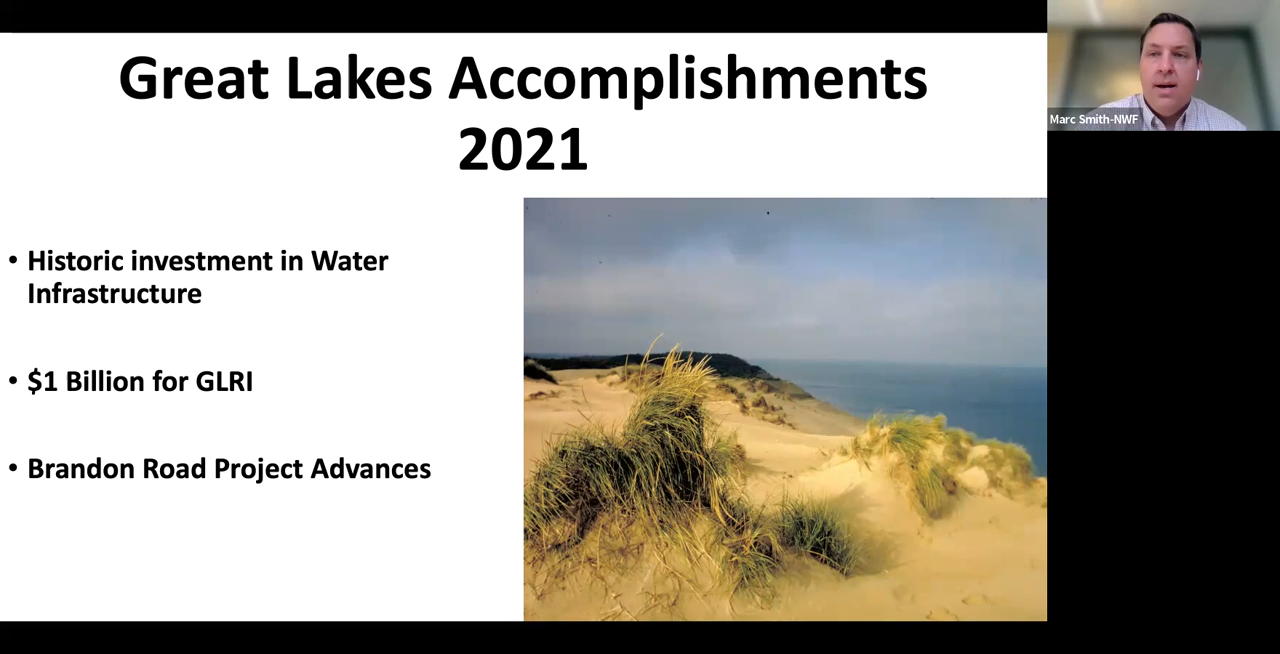 Great Lakes Accomplishments
2021
Marc Smith-NWF
• Historic investment in Water
Infrastructure
• $1 Billion for GLRI
• Brandon Road Project Advances